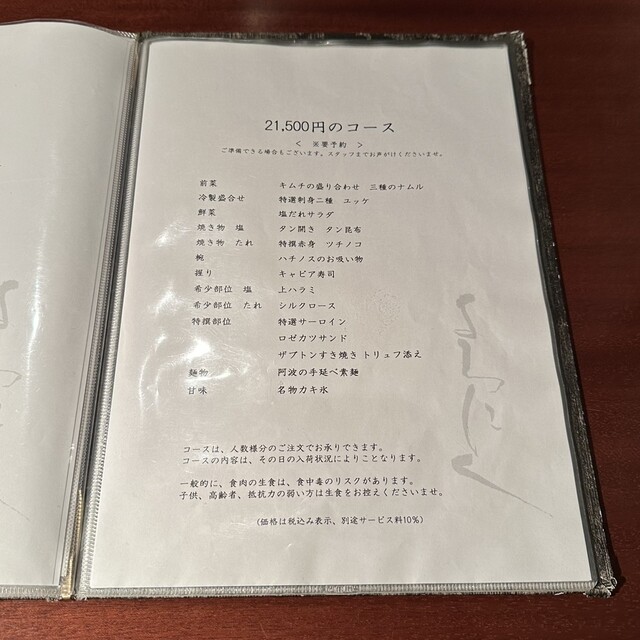 21,500円のコース
＜　※要予約　＞
ご準備できる場合もございます。スタッフまでお声がけくださいませ。
前菜　キムチの盛り合わせ　三種のナムル
冷製盛合せ　特選刺身二種　ユッケ
鮮菜　塩だれサラダ
焼き物　塩　タン開き　タン昆布
焼き物　たれ　特撰赤身　ツチノコ
椀　ハチノスのお吸い物
握り　キャビア寿司
希少部位　塩　上ハラミ
希少部位　たれ　シルクロース
特撰部位　特選サーロイン
ロゼカツサンド
ザブトンすき焼き トリュフ添え
麺物　阿波の手延べ素麺
甘味　名物カキ氷
コースは、人数様分のご注文でお承りできます。
コースの内容は、その日の入荷状況によりことなります。
一般的に、食肉の生食は、食中毒のリスクがあります。
子供、高齢者、抵抗力の弱い方は生食をお控えくださいませ。
（価格は税込み表示、別途サービス料10％）
よろにく